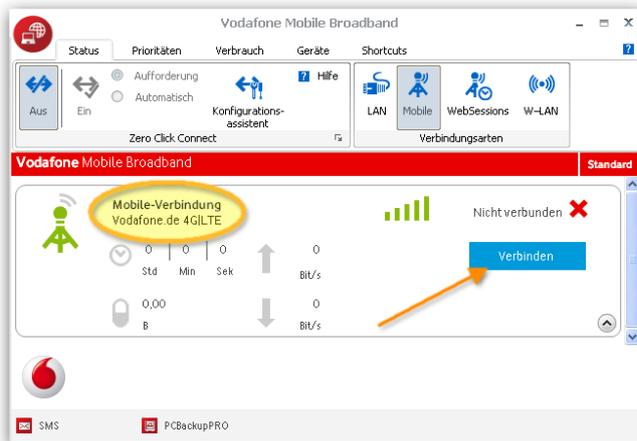 Vodafone Mobile Broadband
Status Prioritäten Verbrauch Geräte Shortcuts
Aus Ein
Aufforderung
Automatisch
Konfigurations-
assistent
Hilfe
Zero Click Connect
LAN Mobile WebSessions W-LAN
Verbindungsarten
Vodafone Mobile Broadband Standard
Mobile-Verbindung
Vodafone.de 4G|LTE
Nicht verbunden
Verbinden
0 0 0 0
Std Min Sek Bit/s
0,00 0
B Bit/s
SMS PCBackupPRO